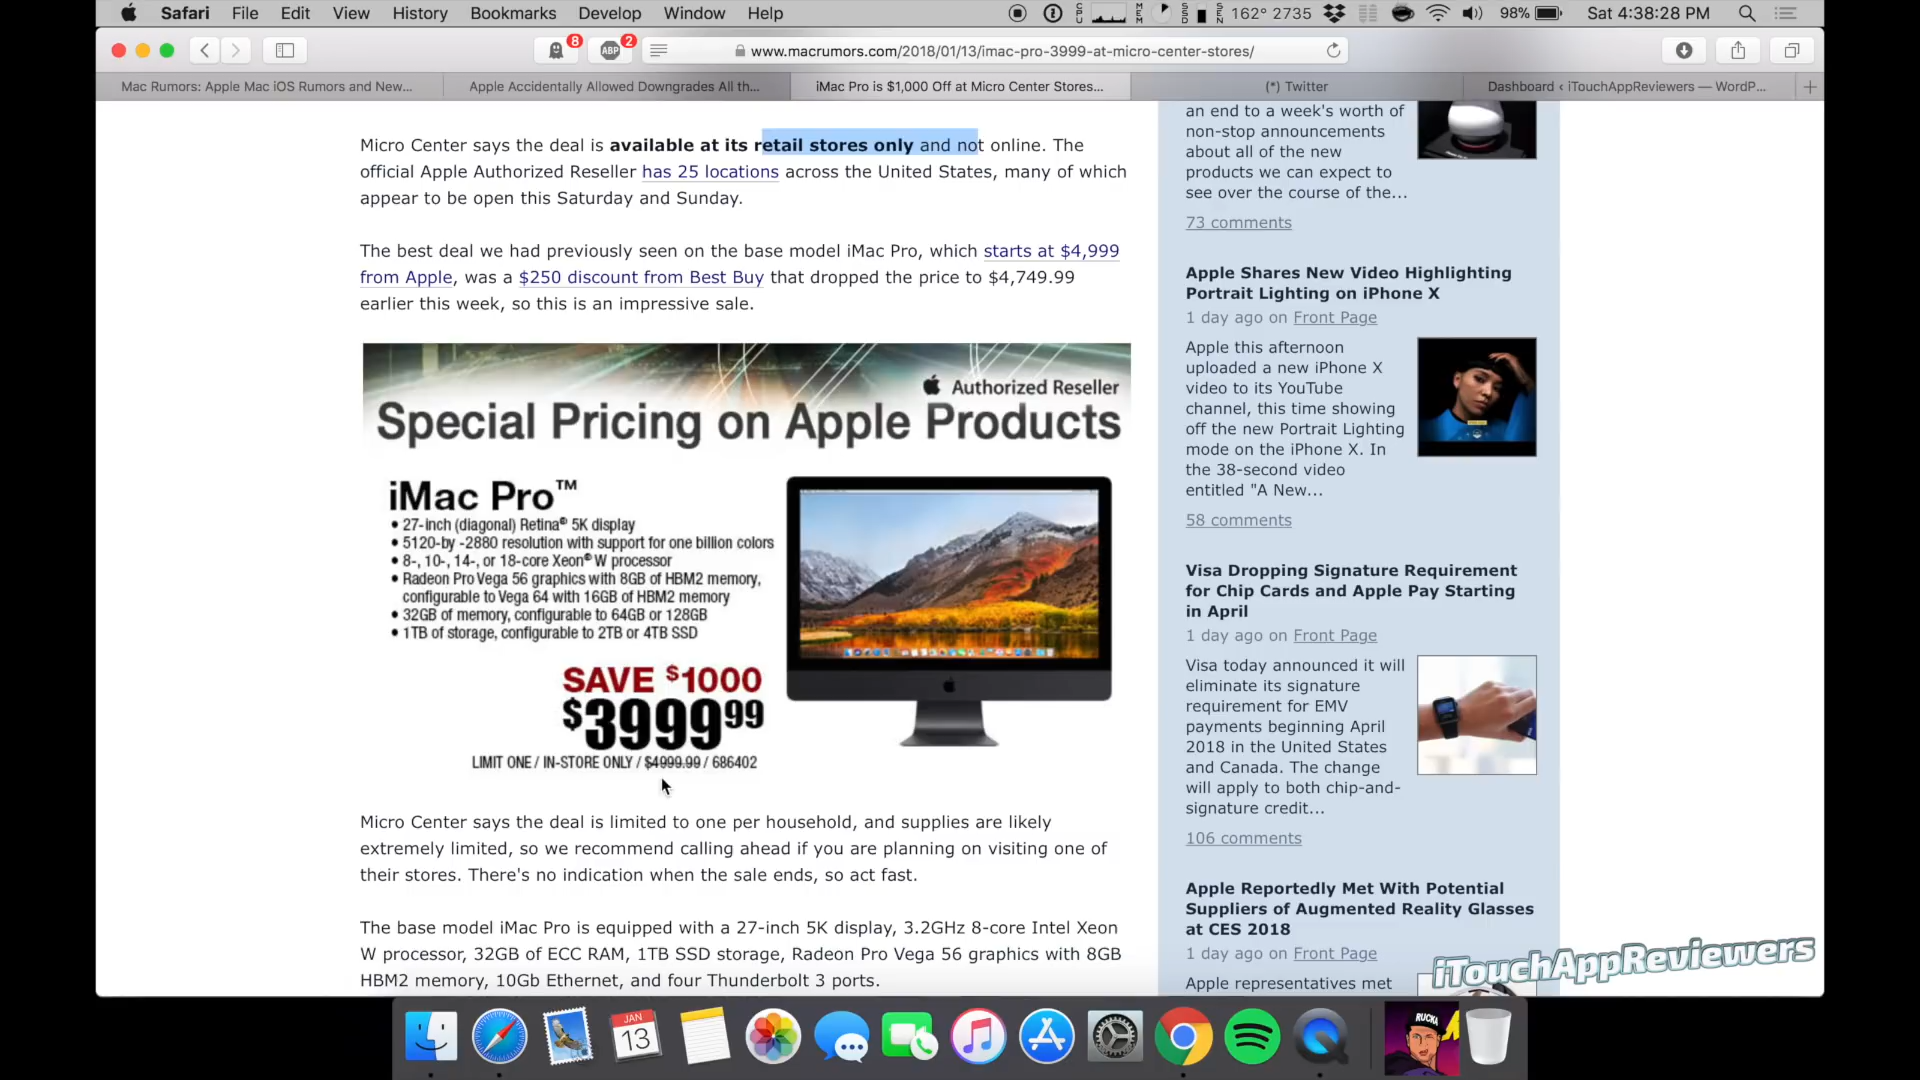 Safari File Edit View History Bookmarks Develop Window Help
162° 2735 98% Sat 4:38:28 PM
8 ABP 2 www.macrumors.com/2018/01/13/imac-pro-3999-at-micro-center-stores/
Mac Rumors: Apple Mac iOS Rumors and New...
Apple Accidentally Allowed Downgrades All th...
iMac Pro is $1,000 Off at Micro Center Stores...
(*) Twitter
Dashboard ‹ iTouchAppReviewers — WordP...
Micro Center says the deal is available at its retail stores only and not online. The
official Apple Authorized Reseller has 25 locations across the United States, many of which
appear to be open this Saturday and Sunday.
The best deal we had previously seen on the base model iMac Pro, which starts at $4,999
from Apple, was a $250 discount from Best Buy that dropped the price to $4,749.99
earlier this week, so this is an impressive sale.
Authorized Reseller
Special Pricing on Apple Products
iMac Pro™
• 27-inch (diagonal) Retina® 5K display
• 5120-by -2880 resolution with support for one billion colors
• 8-, 10-, 14-, or 18-core Xeon® W processor
• Radeon Pro Vega 56 graphics with 8GB of HBM2 memory,
configurable to Vega 64 with 16GB of HBM2 memory
• 32GB of memory, configurable to 64GB or 128GB
• 1TB of storage, configurable to 2TB or 4TB SSD
SAVE $1000
$3999 99
LIMIT ONE / IN-STORE ONLY / $4999.99 / 686402
Micro Center says the deal is limited to one per household, and supplies are likely
extremely limited, so we recommend calling ahead if you are planning on visiting one of
their stores. There's no indication when the sale ends, so act fast.
The base model iMac Pro is equipped with a 27-inch 5K display, 3.2GHz 8-core Intel Xeon
W processor, 32GB of ECC RAM, 1TB SSD storage, Radeon Pro Vega 56 graphics with 8GB
HBM2 memory, 10Gb Ethernet, and four Thunderbolt 3 ports.
an end to a week's worth of
non-stop announcements
about all of the new
products we can expect to
see over the course of the...
73 comments
Apple Shares New Video Highlighting
Portrait Lighting on iPhone X
1 day ago on Front Page
Apple this afternoon
uploaded a new iPhone X
video to its YouTube
channel, this time showing
off the new Portrait Lighting
mode on the iPhone X. In
the 38-second video
entitled "A New...
58 comments
Visa Dropping Signature Requirement
for Chip Cards and Apple Pay Starting
in April
1 day ago on Front Page
Visa today announced it will
eliminate its signature
requirement for EMV
payments beginning April
2018 in the United States
and Canada. The change
will apply to both chip-and-
signature credit...
106 comments
Apple Reportedly Met With Potential
Suppliers of Augmented Reality Glasses
at CES 2018
1 day ago on Front Page
Apple representatives met
iTouchAppReviewers
JAN
13
RUCKA